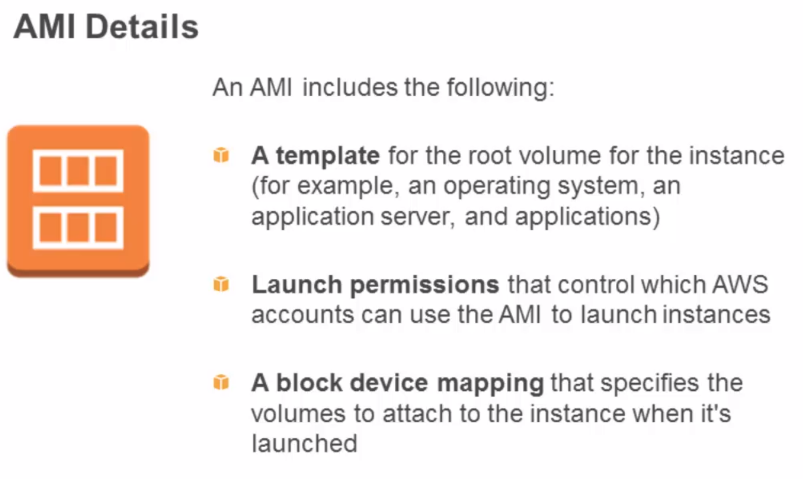 AMI Details
An AMI includes the following:
A template for the root volume for the instance
(for example, an operating system, an
application server, and applications)
Launch permissions that control which AWS
accounts can use the AMI to launch instances
A block device mapping that specifies the
volumes to attach to the instance when it's
launched